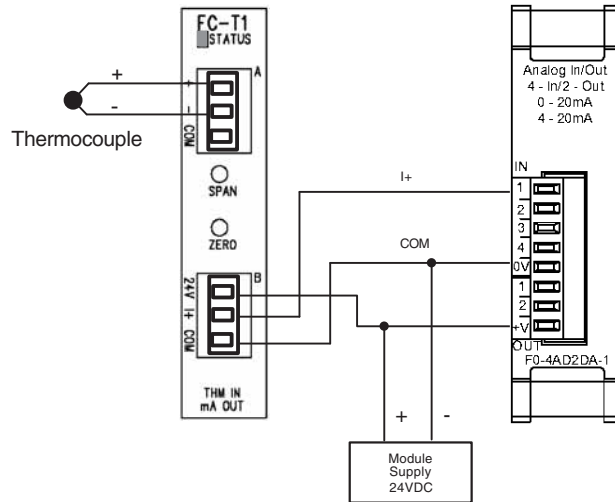 FC-T1
STATUS
A
+
-
COM
+
-
Thermocouple
SPAN
ZERO
B
24V
I+
COM
THM IN
mA OUT
I+
COM
+
-
Module
Supply
24VDC
Analog In/Out
4 - In/2 - Out
0 - 20mA
4 - 20mA
IN
1
2
3
4
0V
1
2
+V
OUT
F0-4AD2DA-1